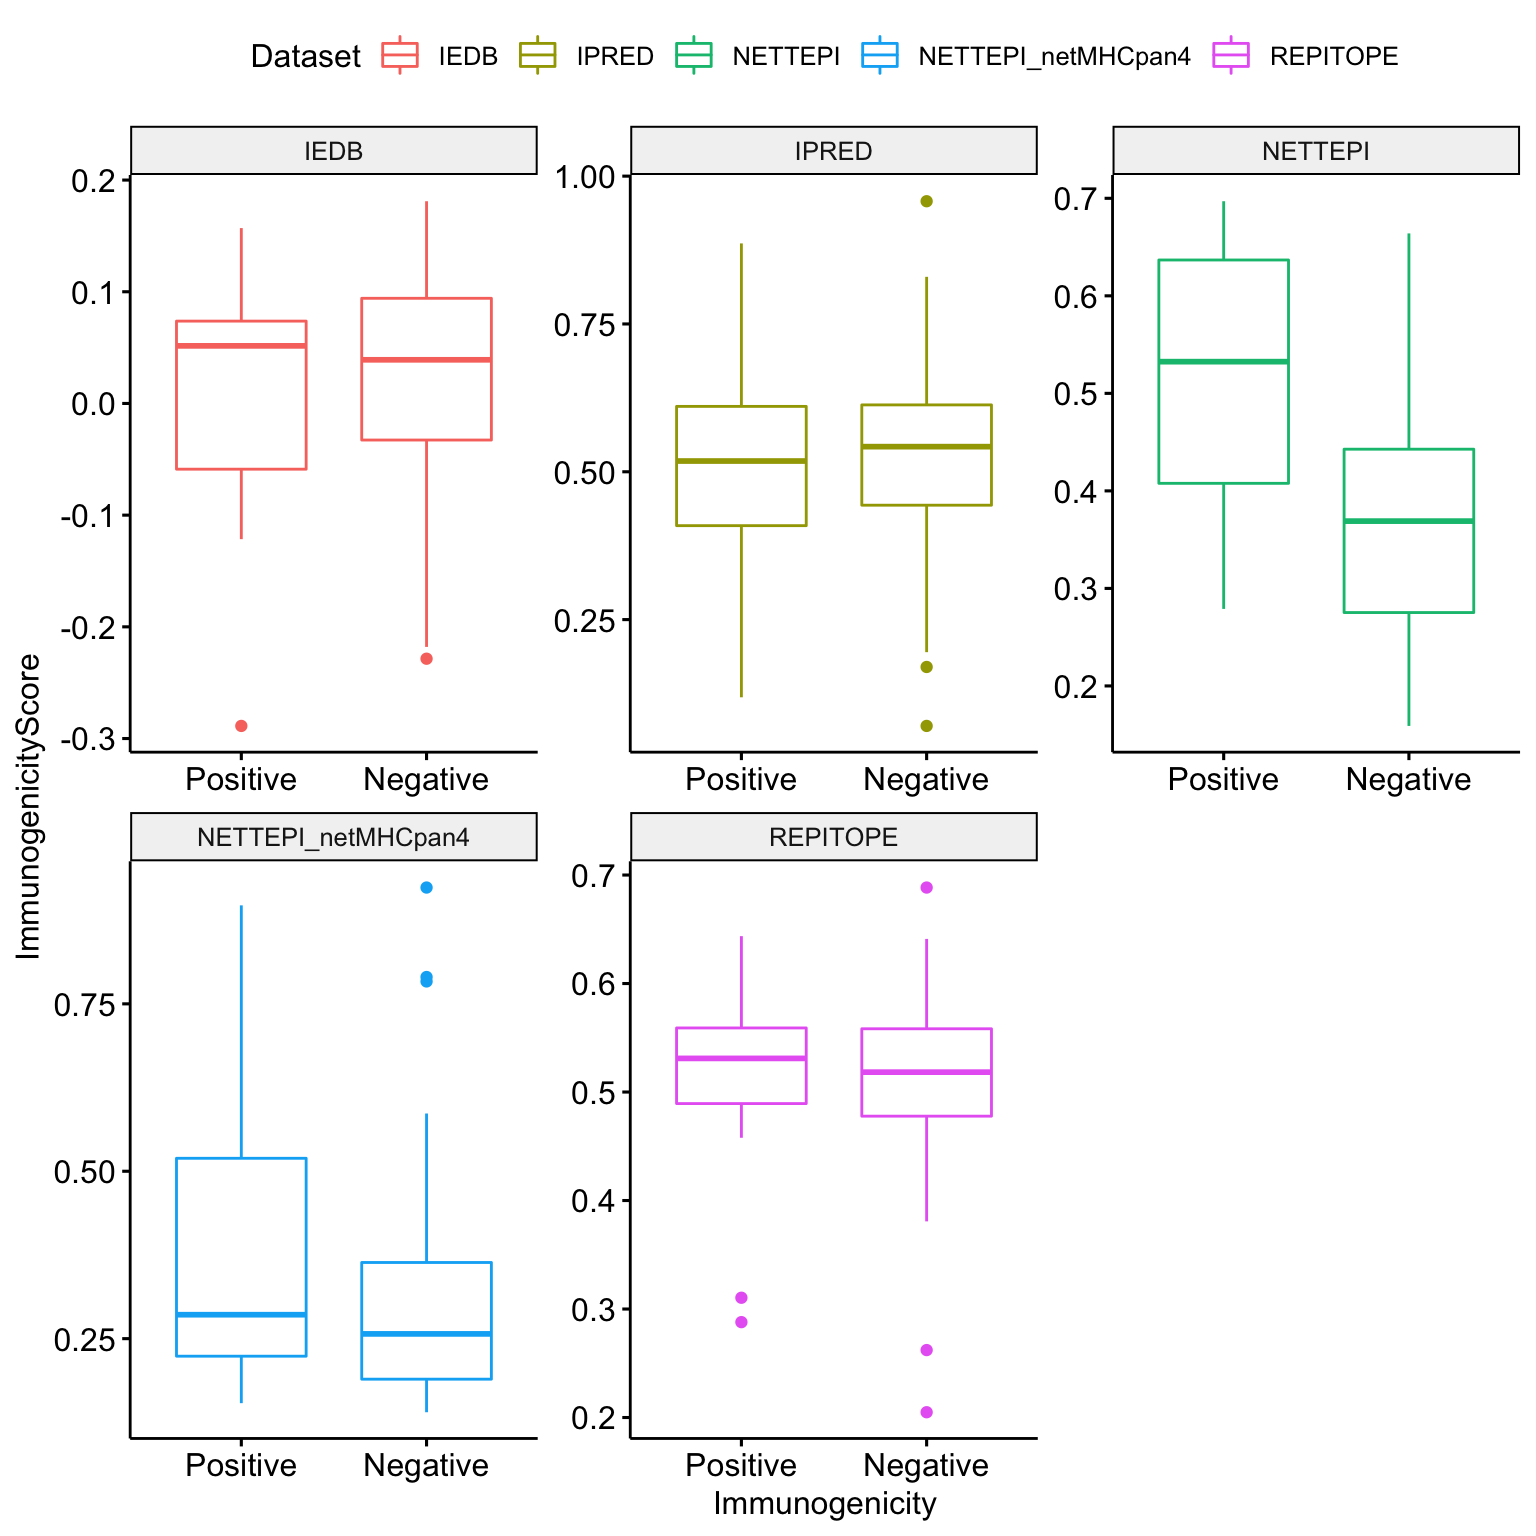 Dataset IEDB IPRED NETTEPI NETTEPI_netMHCpan4 REPITOPE
IEDB IPRED NETTEPI
0.2
0.1
0.0
-0.1
-0.2
-0.3
Positive Negative
1.00
0.75
0.50
0.25
Positive Negative
0.7
0.6
0.5
0.4
0.3
0.2
Positive Negative
ImmunogenicityScore
NETTEPI_netMHCpan4 REPITOPE
0.75
0.50
0.25
Positive Negative
0.7
0.6
0.5
0.4
0.3
0.2
Positive Negative
Immunogenicity